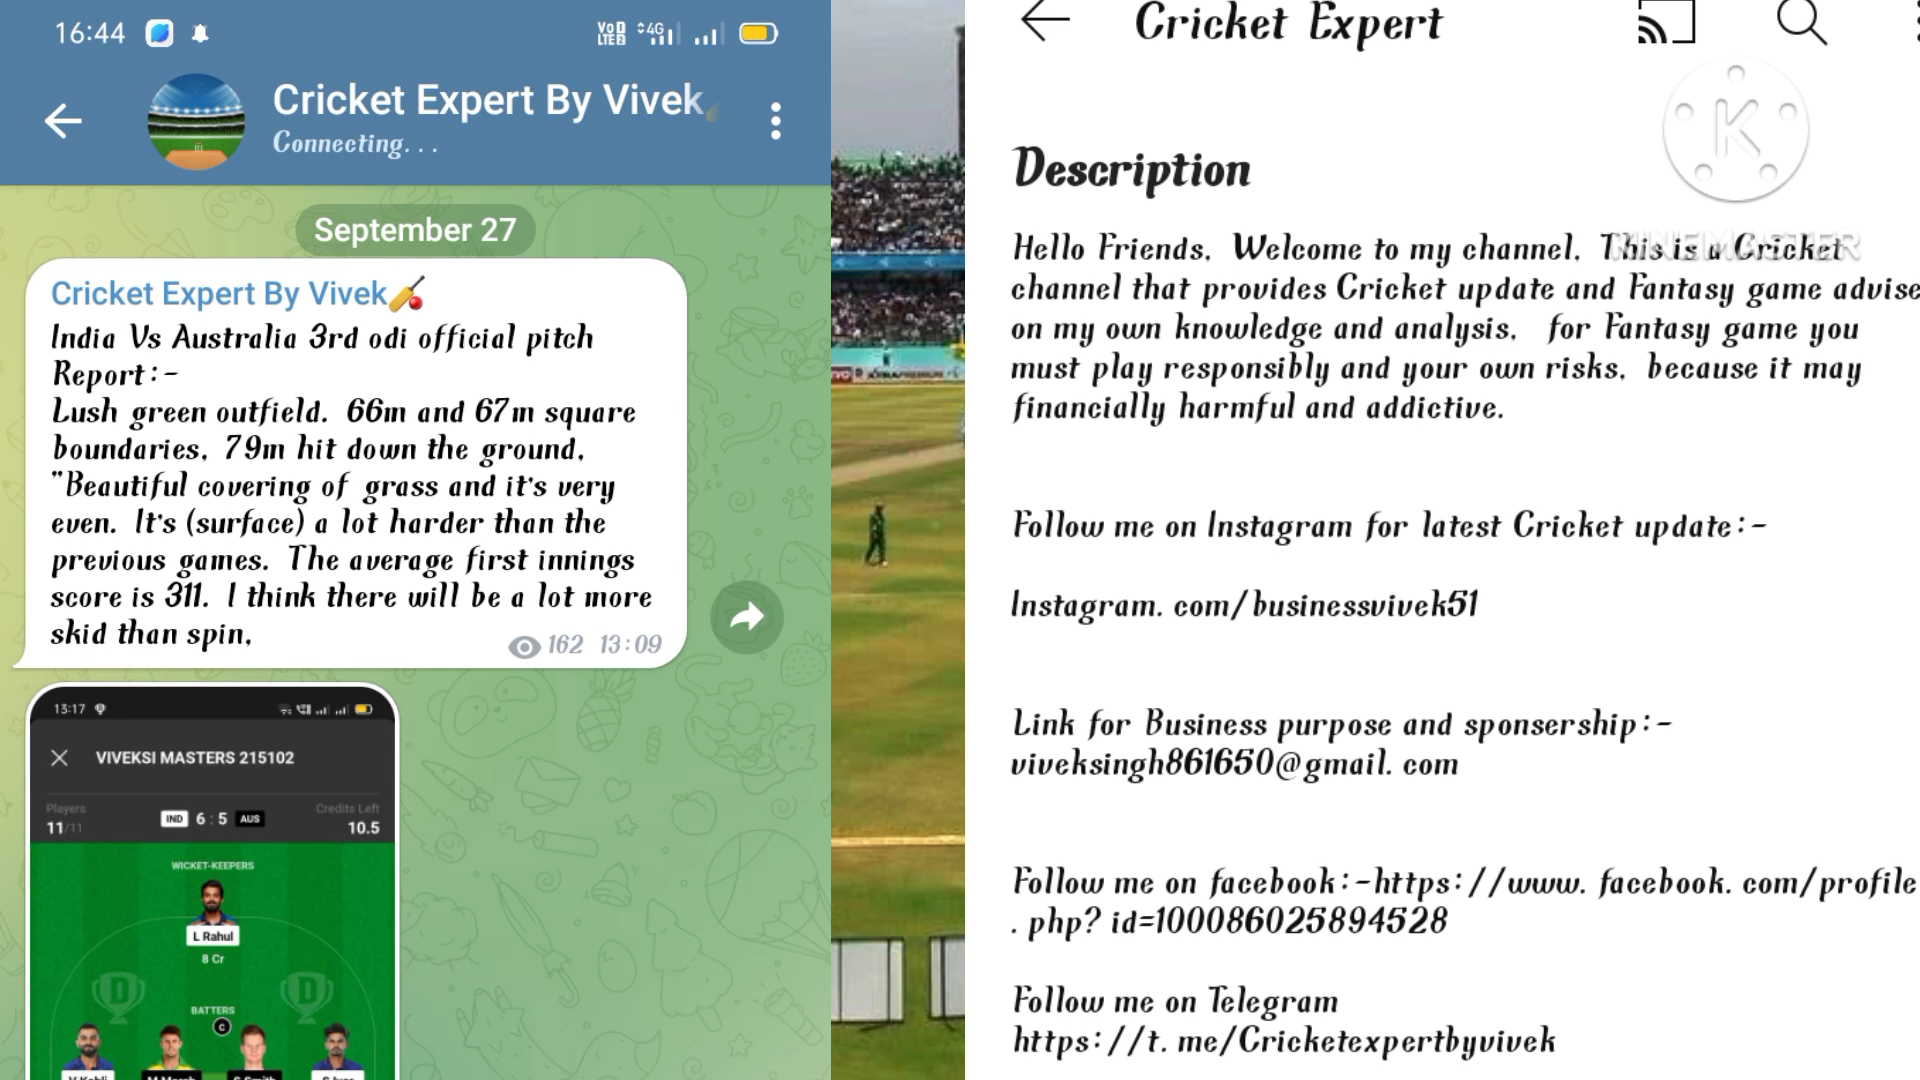 16:44
VoD LTE2 4G
Cricket Expert By Vivek
Connecting...
September 27
Cricket Expert By Vivek🏏
India Vs Australia 3rd odi official pitch
Report:-
Lush green outfield. 66m and 67m square
boundaries, 79m hit down the ground,
"Beautiful covering of grass and it's very
even. It's (surface) a lot harder than the
previous games. The average first innings
score is 311. I think there will be a lot more
skid than spin,
162 13:09
13:17
VIVEKSI MASTERS 215102
Players
11/11
IND 6 : 5 AUS
Credits Left
10.5
WICKET-KEEPERS
L Rahul
8 Cr
BATTERS
C
V Kohli
M Marsh
S Smith
S Iyer
Cricket Expert
K
KINEMASTER
Description
Hello Friends, Welcome to my channel, This is a Cricket
channel that provides Cricket update and Fantasy game advise
on my own knowledge and analysis, for Fantasy game you
must play responsibly and your own risks, because it may
financially harmful and addictive.
Follow me on Instagram for latest Cricket update:-
Instagram. com/businessvivek51
Link for Business purpose and sponsership:-
viveksingh861650@gmail. com
Follow me on facebook:-https://www. facebook. com/profile
. php? id=100086025894528
Follow me on Telegram
https://t. me/Cricketexpertbyvivek